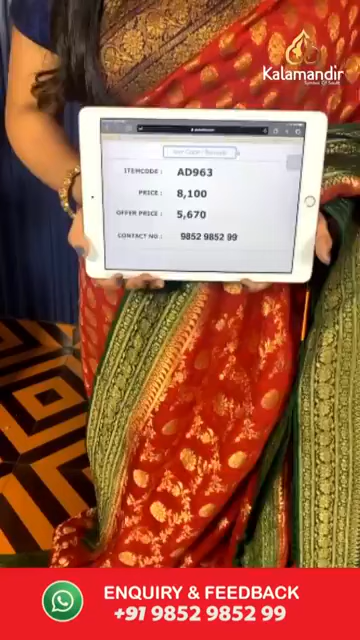 Kalamandir
ITEMCODE : AD963
PRICE : 8,100
OFFER PRICE : 5,670
CONTACT NO : 9852 9852 99
ENQUIRY & FEEDBACK
+91 9852 9852 99